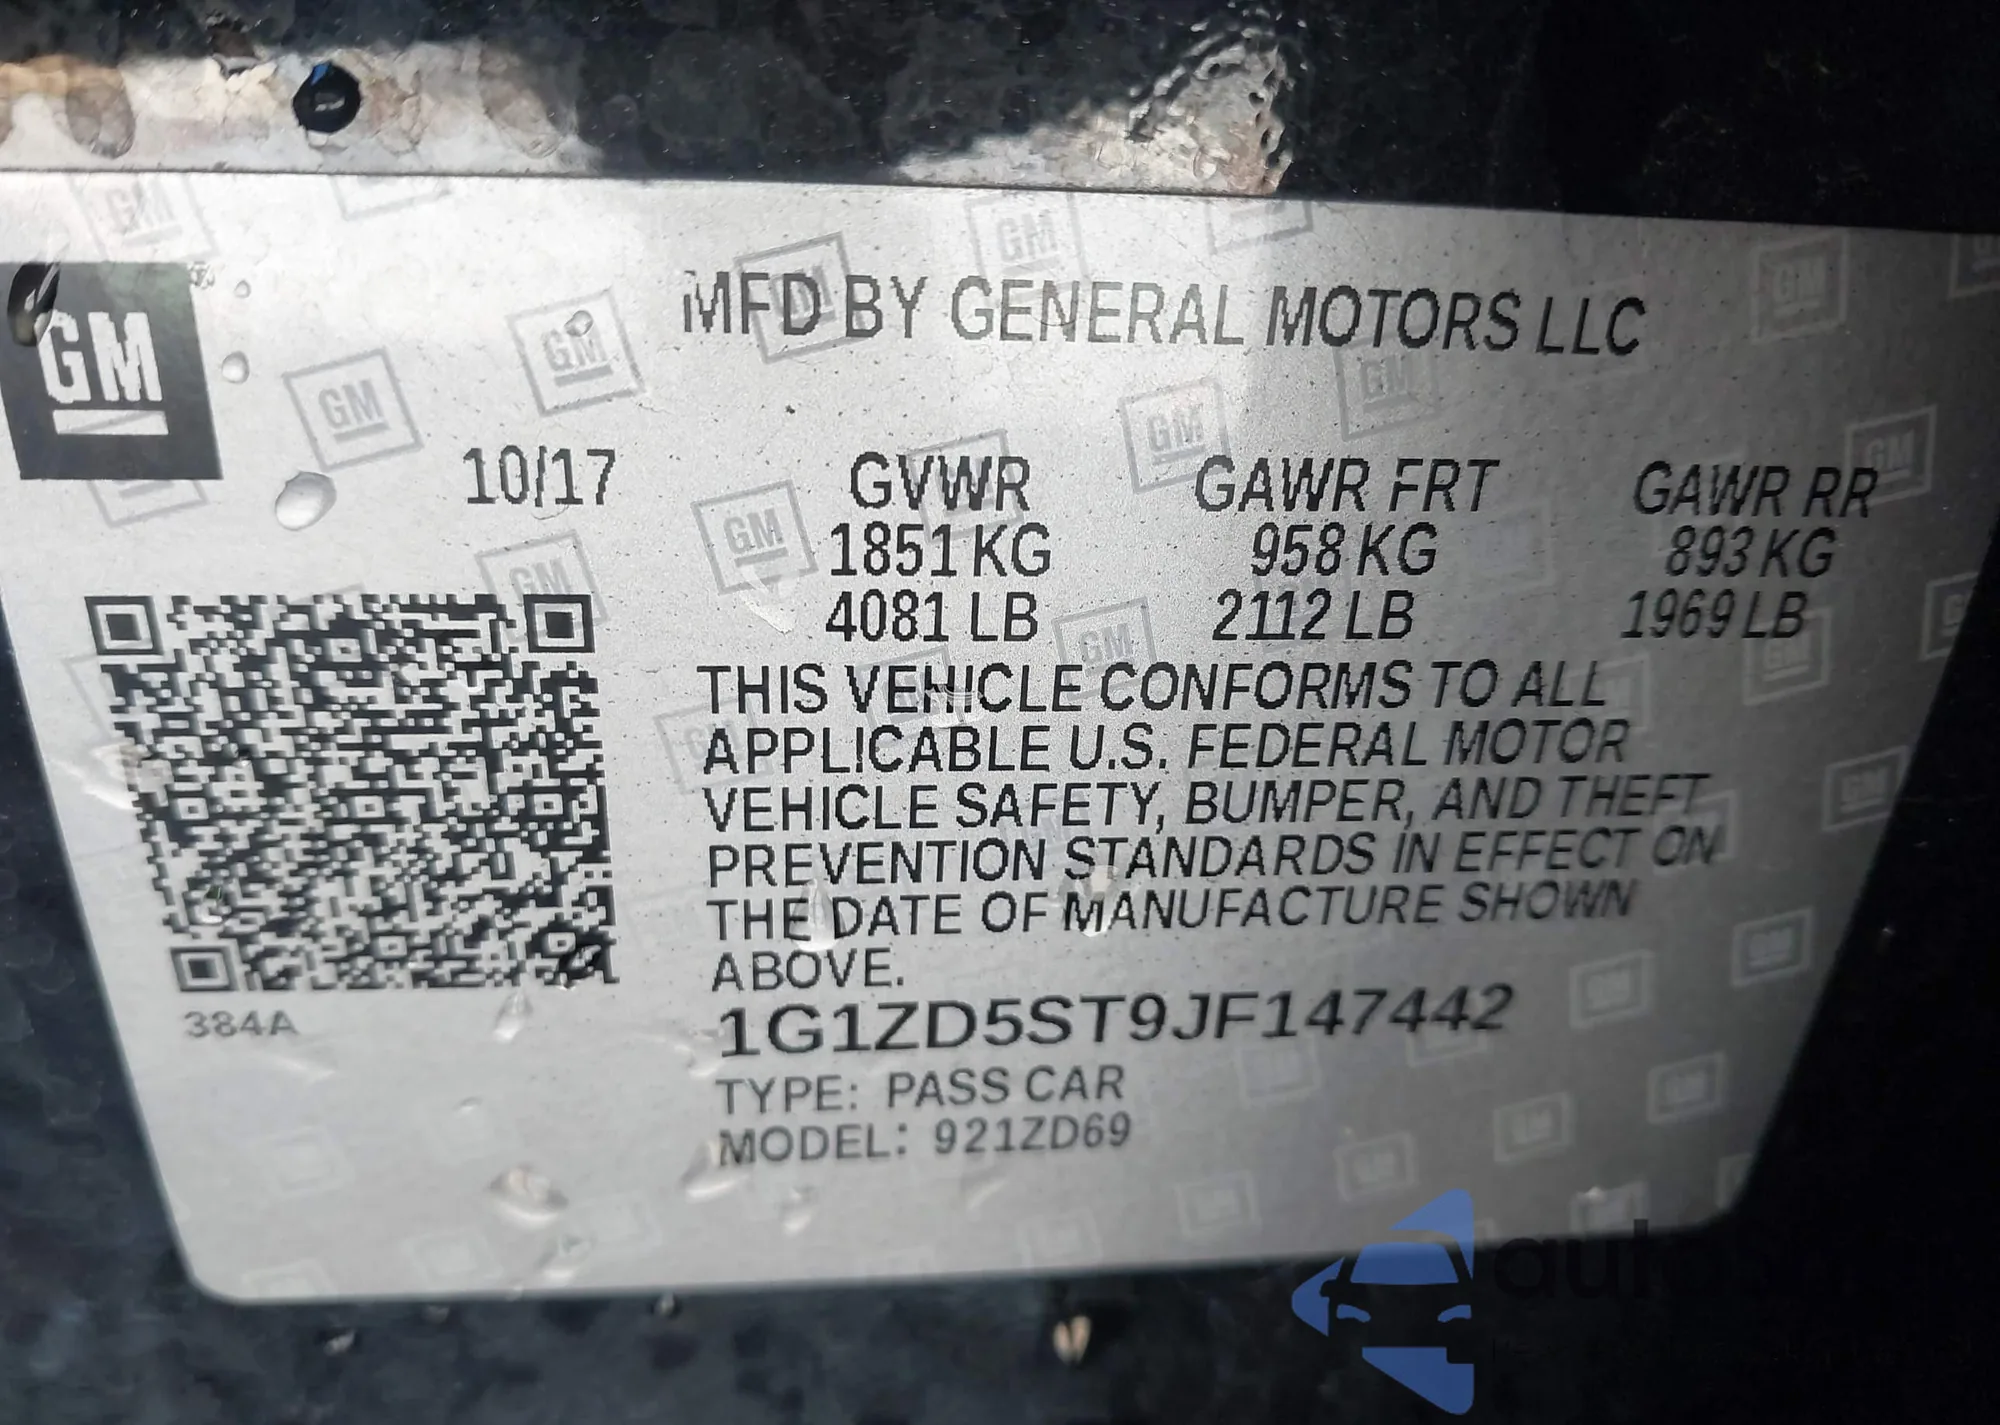 MFD BY GENERAL MOTORS LLC
GM
10/17 GVWR GAWR FRT GAWR RR
1851 KG 958 KG 893 KG
4081 LB 2112 LB 1969 LB
THIS VEHICLE CONFORMS TO ALL
APPLICABLE U.S. FEDERAL MOTOR
VEHICLE SAFETY, BUMPER, AND THEFT
PREVENTION STANDARDS IN EFFECT ON
THE DATE OF MANUFACTURE SHOWN
ABOVE.
384A
1G1ZD5ST9JF147442
TYPE: PASS CAR
MODEL: 921ZD69